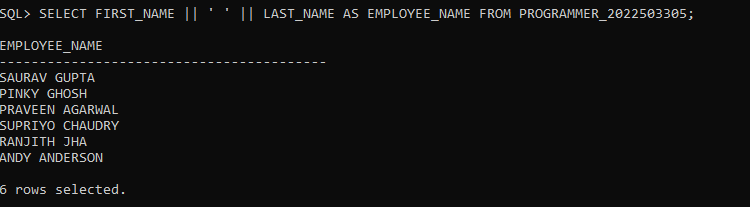 SQL> SELECT FIRST_NAME || ' ' || LAST_NAME AS EMPLOYEE_NAME FROM PROGRAMMER_2022503305;
EMPLOYEE_NAME
-----------------------------------------
SAURAV GUPTA
PINKY GHOSH
PRAVEEN AGARWAL
SUPRIYO CHAUDRY
RANJITH JHA
ANDY ANDERSON
6 rows selected.